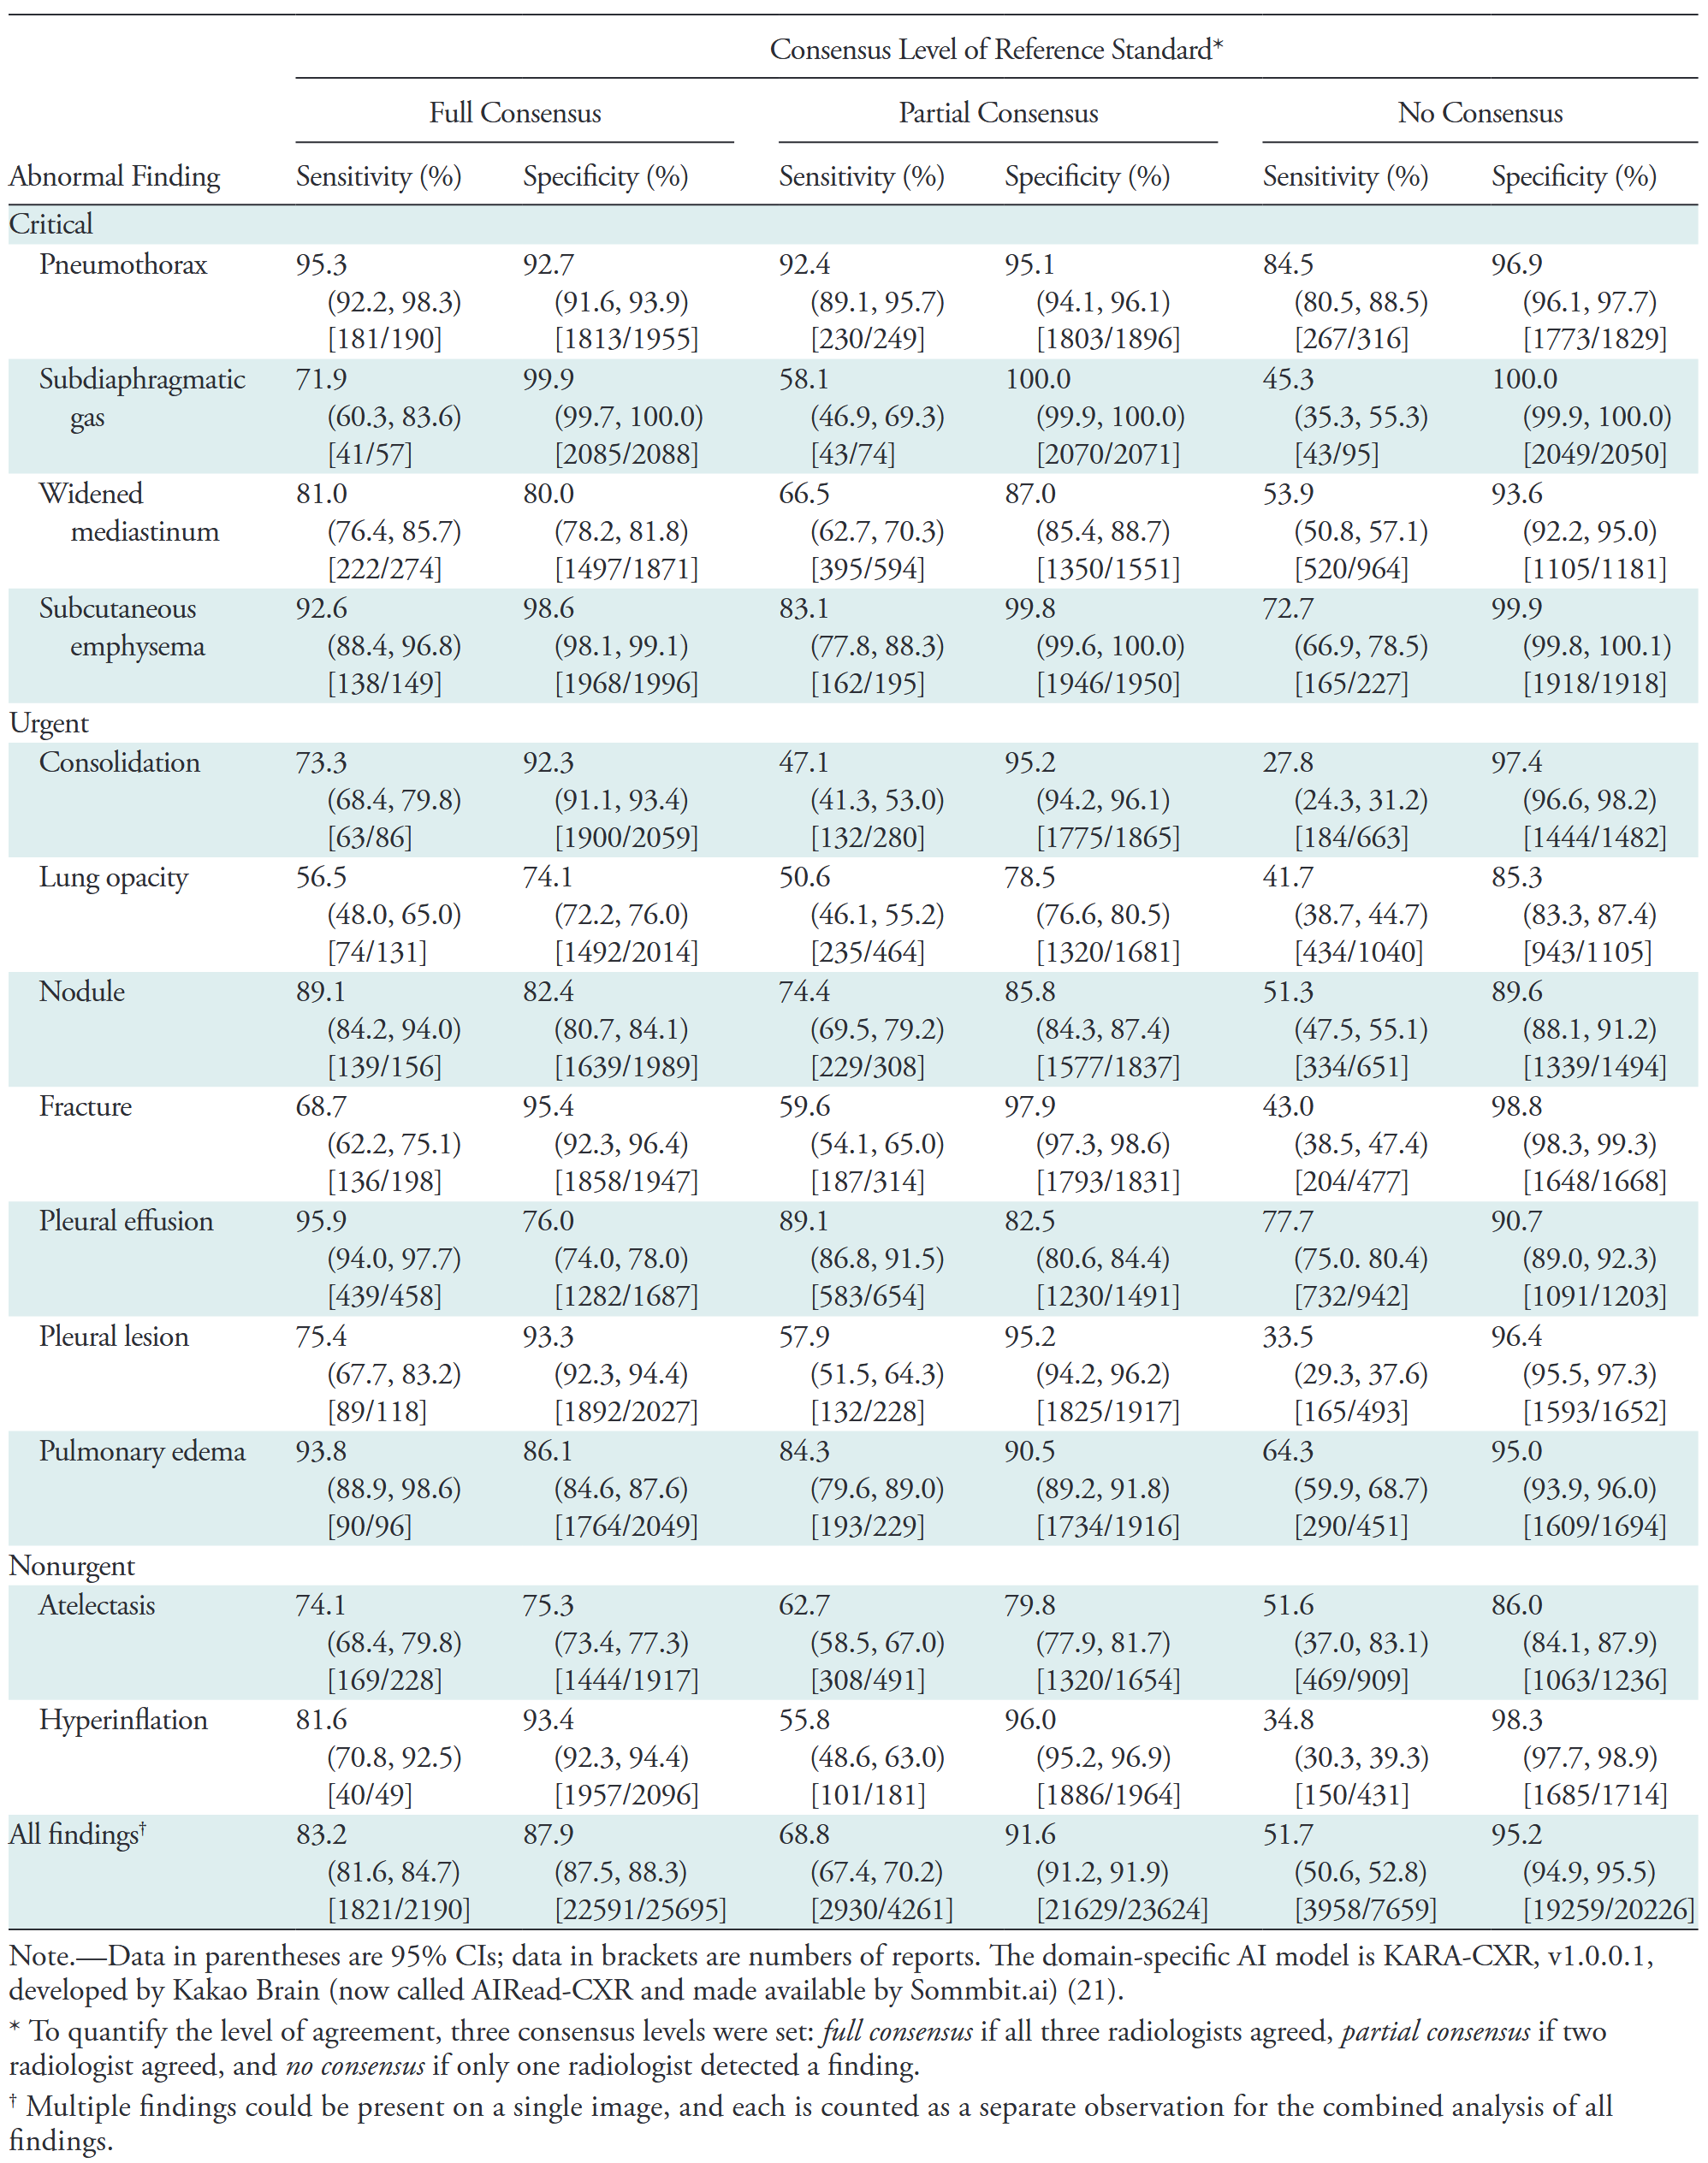 Consensus Level of Reference Standard*
Full Consensus Partial Consensus No Consensus
Abnormal Finding Sensitivity (%) Specificity (%) Sensitivity (%) Specificity (%) Sensitivity (%) Specificity (%)
Critical
Pneumothorax 95.3 92.7 92.4 95.1 84.5 96.9
(92.2, 98.3) (91.6, 93.9) (89.1, 95.7) (94.1, 96.1) (80.5, 88.5) (96.1, 97.7)
[181/190] [1813/1955] [230/249] [1803/1896] [267/316] [1773/1829]
Subdiaphragmatic 71.9 99.9 58.1 100.0 45.3 100.0
gas (60.3, 83.6) (99.7, 100.0) (46.9, 69.3) (99.9, 100.0) (35.3, 55.3) (99.9, 100.0)
[41/57] [2085/2088] [43/74] [2070/2071] [43/95] [2049/2050]
Widened 81.0 80.0 66.5 87.0 53.9 93.6
mediastinum (76.4, 85.7) (78.2, 81.8) (62.7, 70.3) (85.4, 88.7) (50.8, 57.1) (92.2, 95.0)
[222/274] [1497/1871] [395/594] [1350/1551] [520/964] [1105/1181]
Subcutaneous 92.6 98.6 83.1 99.8 72.7 99.9
emphysema (88.4, 96.8) (98.1, 99.1) (77.8, 88.3) (99.6, 100.0) (66.9, 78.5) (99.8, 100.1)
[138/149] [1968/1996] [162/195] [1946/1950] [165/227] [1918/1918]
Urgent
Consolidation 73.3 92.3 47.1 95.2 27.8 97.4
(68.4, 79.8) (91.1, 93.4) (41.3, 53.0) (94.2, 96.1) (24.3, 31.2) (96.6, 98.2)
[63/86] [1900/2059] [132/280] [1775/1865] [184/663] [1444/1482]
Lung opacity 56.5 74.1 50.6 78.5 41.7 85.3
(48.0, 65.0) (72.2, 76.0) (46.1, 55.2) (76.6, 80.5) (38.7, 44.7) (83.3, 87.4)
[74/131] [1492/2014] [235/464] [1320/1681] [434/1040] [943/1105]
Nodule 89.1 82.4 74.4 85.8 51.3 89.6
(84.2, 94.0) (80.7, 84.1) (69.5, 79.2) (84.3, 87.4) (47.5, 55.1) (88.1, 91.2)
[139/156] [1639/1989] [229/308] [1577/1837] [334/651] [1339/1494]
Fracture 68.7 95.4 59.6 97.9 43.0 98.8
(62.2, 75.1) (92.3, 96.4) (54.1, 65.0) (97.3, 98.6) (38.5, 47.4) (98.3, 99.3)
[136/198] [1858/1947] [187/314] [1793/1831] [204/477] [1648/1668]
Pleural effusion 95.9 76.0 89.1 82.5 77.7 90.7
(94.0, 97.7) (74.0, 78.0) (86.8, 91.5) (80.6, 84.4) (75.0. 80.4) (89.0, 92.3)
[439/458] [1282/1687] [583/654] [1230/1491] [732/942] [1091/1203]
Pleural lesion 75.4 93.3 57.9 95.2 33.5 96.4
(67.7, 83.2) (92.3, 94.4) (51.5, 64.3) (94.2, 96.2) (29.3, 37.6) (95.5, 97.3)
[89/118] [1892/2027] [132/228] [1825/1917] [165/493] [1593/1652]
Pulmonary edema 93.8 86.1 84.3 90.5 64.3 95.0
(88.9, 98.6) (84.6, 87.6) (79.6, 89.0) (89.2, 91.8) (59.9, 68.7) (93.9, 96.0)
[90/96] [1764/2049] [193/229] [1734/1916] [290/451] [1609/1694]
Nonurgent
Atelectasis 74.1 75.3 62.7 79.8 51.6 86.0
(68.4, 79.8) (73.4, 77.3) (58.5, 67.0) (77.9, 81.7) (37.0, 83.1) (84.1, 87.9)
[169/228] [1444/1917] [308/491] [1320/1654] [469/909] [1063/1236]
Hyperinflation 81.6 93.4 55.8 96.0 34.8 98.3
(70.8, 92.5) (92.3, 94.4) (48.6, 63.0) (95.2, 96.9) (30.3, 39.3) (97.7, 98.9)
[40/49] [1957/2096] [101/181] [1886/1964] [150/431] [1685/1714]
All findings† 83.2 87.9 68.8 91.6 51.7 95.2
(81.6, 84.7) (87.5, 88.3) (67.4, 70.2) (91.2, 91.9) (50.6, 52.8) (94.9, 95.5)
[1821/2190] [22591/25695] [2930/4261] [21629/23624] [3958/7659] [19259/20226]
Note.—Data in parentheses are 95% CIs; data in brackets are numbers of reports. The domain-specific AI model is KARA-CXR, v1.0.0.1,
developed by Kakao Brain (now called AIRead-CXR and made available by Sommbit.ai) (21).
* To quantify the level of agreement, three consensus levels were set: full consensus if all three radiologists agreed, partial consensus if two
radiologist agreed, and no consensus if only one radiologist detected a finding.
† Multiple findings could be present on a single image, and each is counted as a separate observation for the combined analysis of all
findings.